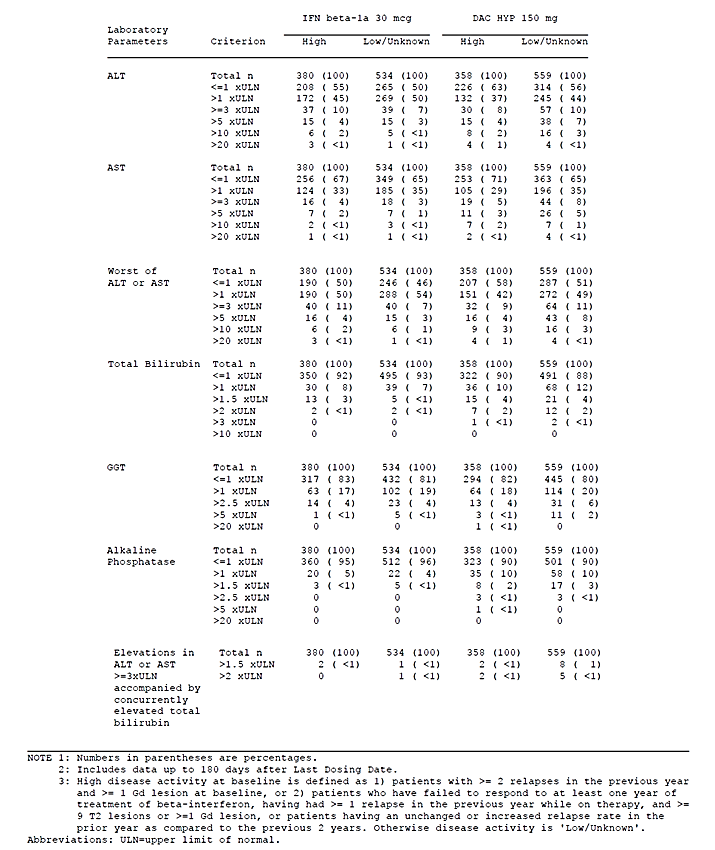 IFN beta-1a 30 mcg DAC HYP 150 mg
Laboratory
Parameters Criterion High Low/Unknown High Low/Unknown
ALT Total n 380 (100) 534 (100) 358 (100) 559 (100)
<=1 xULN 208 ( 55) 265 ( 50) 226 ( 63) 314 ( 56)
>1 xULN 172 ( 45) 269 ( 50) 132 ( 37) 245 ( 44)
>=3 xULN 37 ( 10) 39 ( 7) 30 ( 8) 57 ( 10)
>5 xULN 15 ( 4) 15 ( 3) 15 ( 4) 38 ( 7)
>10 xULN 6 ( 2) 5 ( <1) 8 ( 2) 16 ( 3)
>20 xULN 3 ( <1) 1 ( <1) 4 ( 1) 4 ( <1)
AST Total n 380 (100) 534 (100) 358 (100) 559 (100)
<=1 xULN 256 ( 67) 349 ( 65) 253 ( 71) 363 ( 65)
>1 xULN 124 ( 33) 185 ( 35) 105 ( 29) 196 ( 35)
>=3 xULN 16 ( 4) 18 ( 3) 19 ( 5) 44 ( 8)
>5 xULN 7 ( 2) 7 ( 1) 11 ( 3) 26 ( 5)
>10 xULN 2 ( <1) 3 ( <1) 7 ( 2) 7 ( 1)
>20 xULN 1 ( <1) 1 ( <1) 2 ( <1) 4 ( <1)
Worst of Total n 380 (100) 534 (100) 358 (100) 559 (100)
ALT or AST <=1 xULN 190 ( 50) 246 ( 46) 207 ( 58) 287 ( 51)
>1 xULN 190 ( 50) 288 ( 54) 151 ( 42) 272 ( 49)
>=3 xULN 40 ( 11) 40 ( 7) 32 ( 9) 64 ( 11)
>5 xULN 16 ( 4) 15 ( 3) 16 ( 4) 43 ( 8)
>10 xULN 6 ( 2) 6 ( 1) 9 ( 3) 16 ( 3)
>20 xULN 3 ( <1) 1 ( <1) 4 ( 1) 4 ( <1)
Total Bilirubin Total n 380 (100) 534 (100) 358 (100) 559 (100)
<=1 xULN 350 ( 92) 495 ( 93) 322 ( 90) 491 ( 88)
>1 xULN 30 ( 8) 39 ( 7) 36 ( 10) 68 ( 12)
>1.5 xULN 13 ( 3) 5 ( <1) 15 ( 4) 21 ( 4)
>2 xULN 2 ( <1) 2 ( <1) 7 ( 2) 12 ( 2)
>3 xULN 0 0 1 ( <1) 2 ( <1)
>10 xULN 0 0 0 0
GGT Total n 380 (100) 534 (100) 358 (100) 559 (100)
<=1 xULN 317 ( 83) 432 ( 81) 294 ( 82) 445 ( 80)
>1 xULN 63 ( 17) 102 ( 19) 64 ( 18) 114 ( 20)
>2.5 xULN 14 ( 4) 23 ( 4) 13 ( 4) 31 ( 6)
>5 xULN 1 ( <1) 5 ( <1) 3 ( <1) 11 ( 2)
>20 xULN 0 0 1 ( <1) 0
Alkaline Total n 380 (100) 534 (100) 358 (100) 559 (100)
Phosphatase <=1 xULN 360 ( 95) 512 ( 96) 323 ( 90) 501 ( 90)
>1 xULN 20 ( 5) 22 ( 4) 35 ( 10) 58 ( 10)
>1.5 xULN 3 ( <1) 5 ( <1) 8 ( 2) 17 ( 3)
>2.5 xULN 0 0 3 ( <1) 3 ( <1)
>5 xULN 0 0 1 ( <1) 0
>20 xULN 0 0 0 0
Elevations in Total n 380 (100) 534 (100) 358 (100) 559 (100)
ALT or AST >1.5 xULN 2 ( <1) 1 ( <1) 2 ( <1) 8 ( 1)
>=3xULN >2 xULN 0 1 ( <1) 2 ( <1) 5 ( <1)
accompanied by
concurrently
elevated total
bilirubin
NOTE 1: Numbers in parentheses are percentages.
2: Includes data up to 180 days after Last Dosing Date.
3: High disease activity at baseline is defined as 1) patients with >= 2 relapses in the previous year
and >= 1 Gd lesion at baseline, or 2) patients who have failed to respond to at least one year of
treatment of beta-interferon, having had >= 1 relapse in the previous year while on therapy, and >=
9 T2 lesions or >=1 Gd lesion, or patients having an unchanged or increased relapse rate in the
prior year as compared to the previous 2 years. Otherwise disease activity is 'Low/Unknown'.
Abbreviations: ULN=upper limit of normal.